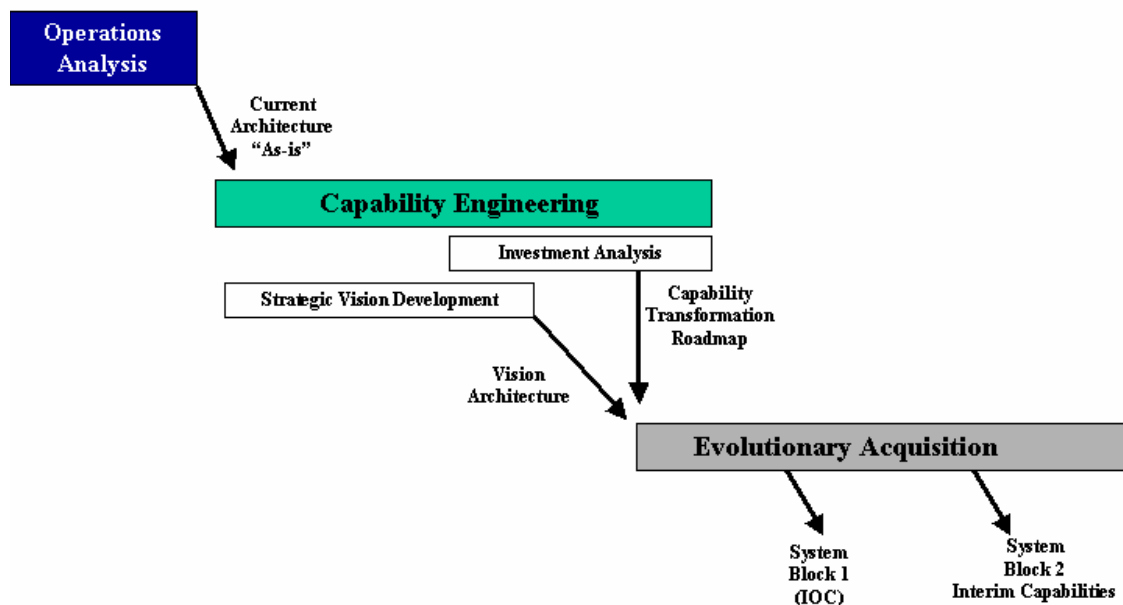 Operations
Analysis
Current
Architecture
“As-is”
Capability Engineering
Investment Analysis
Strategic Vision Development
Capability
Transformation
Roadmap
Vision
Architecture
Evolutionary Acquisition
System
Block 1
(IOC)
System
Block 2
Interim Capabilities